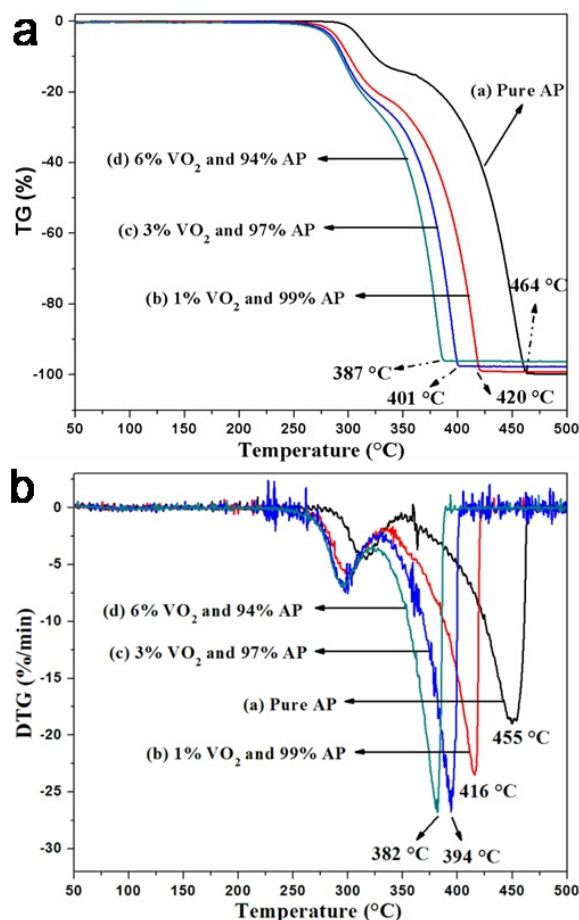 a
0
-20
-40
-60
-80
-100
TG (%)
(a) Pure AP
(d) 6% VO₂ and 94% AP
(c) 3% VO₂ and 97% AP
(b) 1% VO₂ and 99% AP
464 °C
387 °C
401 °C
420 °C
50 100 150 200 250 300 350 400 450 500
Temperature (°C)
b
0
-5
-10
-15
-20
-25
-30
DTG (%/min)
(d) 6% VO₂ and 94% AP
(c) 3% VO₂ and 97% AP
(a) Pure AP
(b) 1% VO₂ and 99% AP
455 °C
416 °C
382 °C
394 °C
50 100 150 200 250 300 350 400 450 500
Temperature (°C)